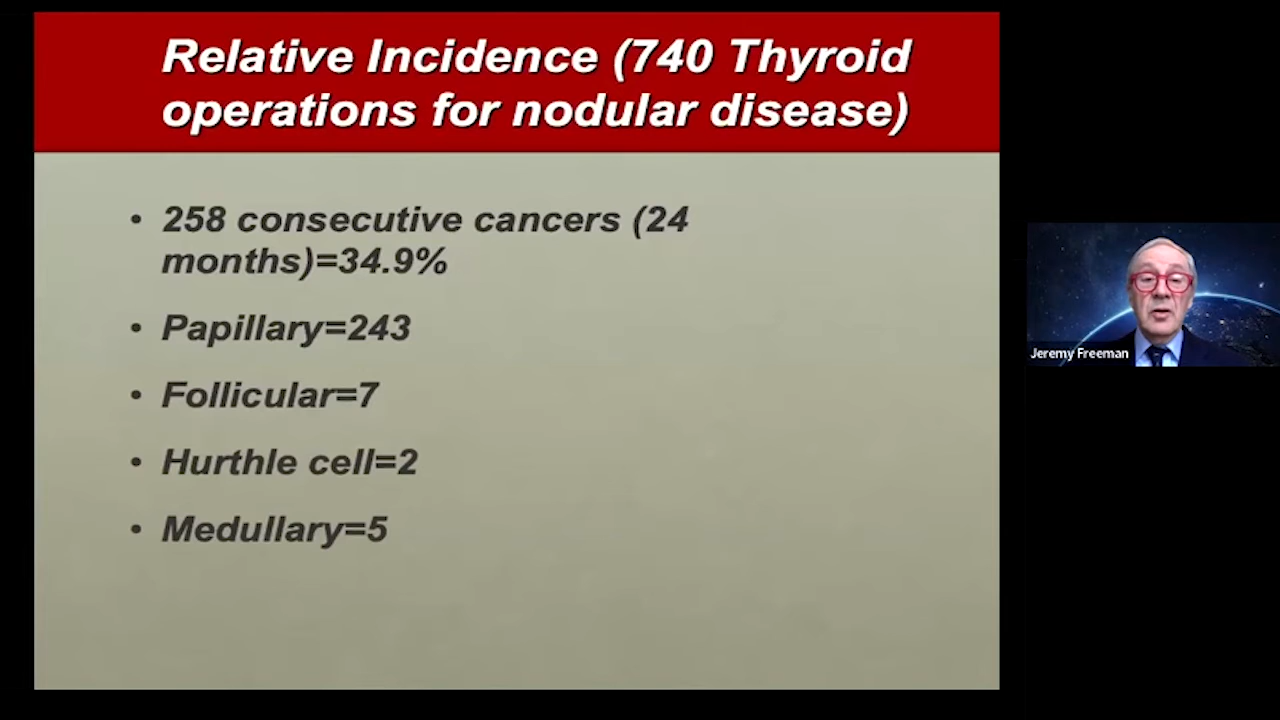 Relative Incidence (740 Thyroid
operations for nodular disease)
• 258 consecutive cancers (24
months)=34.9%
• Papillary=243
• Follicular=7
• Hurthle cell=2
• Medullary=5
Jeremy Freeman